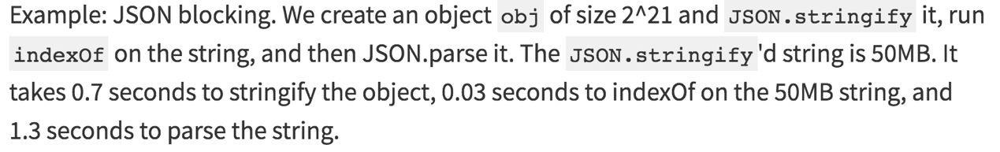 Example: JSON blocking. We create an object obj of size 2^21 and JSON.stringify it, run
indexOf on the string, and then JSON.parse it. The JSON.stringify'd string is 50MB. It
takes 0.7 seconds to stringify the object, 0.03 seconds to indexOf on the 50MB string, and
1.3 seconds to parse the string.